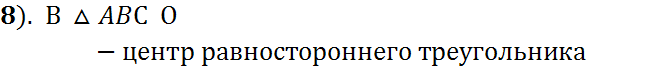 8). В △ ABC O
− центр равностороннего треугольника